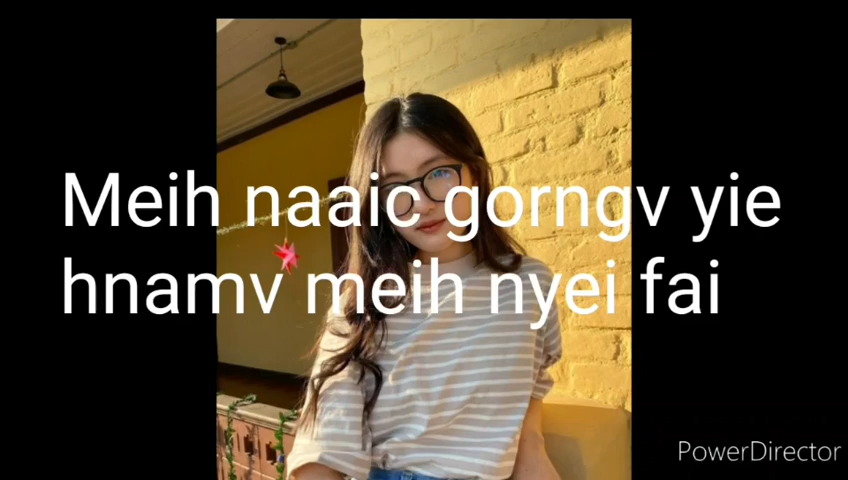 Meih naaic gorngv yie
hnamv meih nyei fai
PowerDirector